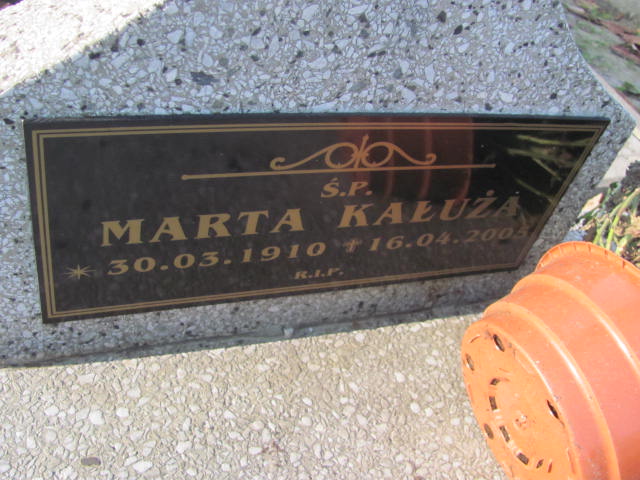 Ś.P.
MARTA KAŁUŻA
* 30.03.1910 ✝ 16.04.2005
R.I.P.